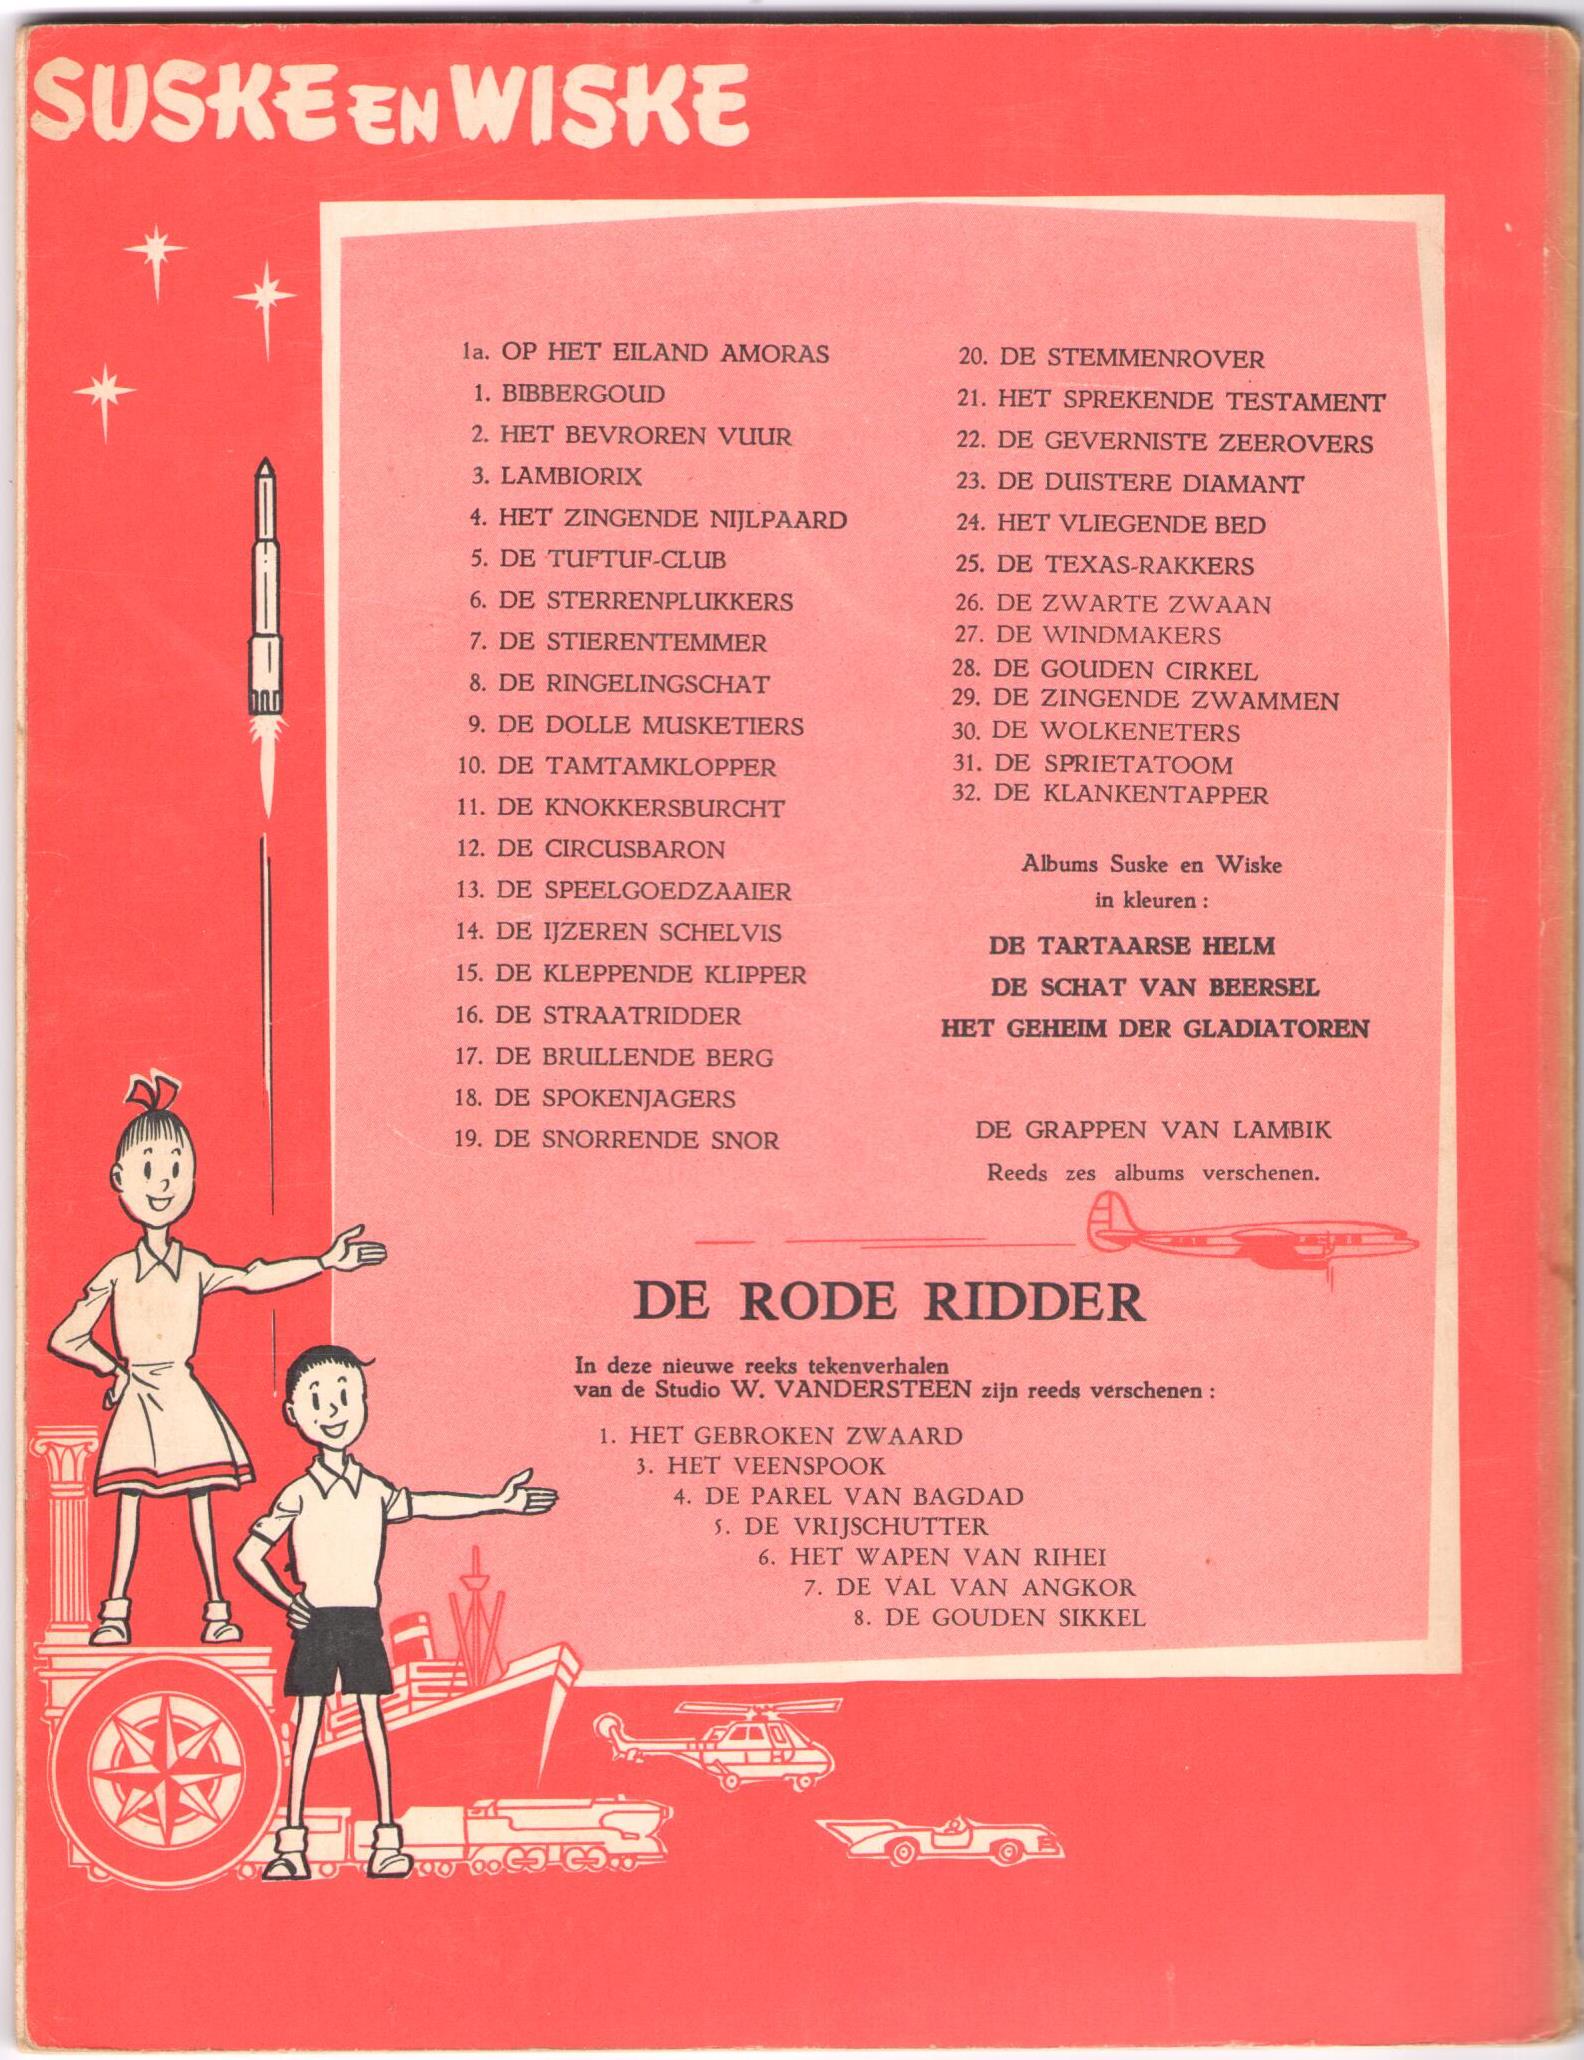 SUSKE EN WISKE
1a. OP HET EILAND AMORAS
1. BIBBERGOUD
2. HET BEVROREN VUUR
3. LAMBIORIX
4. HET ZINGENDE NIJLPAARD
5. DE TUFTUF-CLUB
6. DE STERRENPLUKKERS
7. DE STIERENTEMMER
8. DE RINGELINGSCHAT
9. DE DOLLE MUSKETIERS
10. DE TAMTAMKLOPPER
11. DE KNOKKERSBURCHT
12. DE CIRCUSBARON
13. DE SPEELGOEDZAAIER
14. DE IJZEREN SCHELVIS
15. DE KLEPPENDE KLIPPER
16. DE STRAATRIDDER
17. DE BRULLENDE BERG
18. DE SPOKENJAGERS
19. DE SNORRENDE SNOR
20. DE STEMMENROVER
21. HET SPREKENDE TESTAMENT
22. DE GEVERNISTE ZEEROVERS
23. DE DUISTERE DIAMANT
24. HET VLIEGENDE BED
25. DE TEXAS-RAKKERS
26. DE ZWARTE ZWAAN
27. DE WINDMAKERS
28. DE GOUDEN CIRKEL
29. DE ZINGENDE ZWAMMEN
30. DE WOLKENETERS
31. DE SPRIETATOOM
32. DE KLANKENTAPPER
Albums Suske en Wiske
in kleuren :
DE TARTAARSE HELM
DE SCHAT VAN BEERSEL
HET GEHEIM DER GLADIATOREN
DE GRAPPEN VAN LAMBIK
Reeds zes albums verschenen.
DE RODE RIDDER
In deze nieuwe reeks tekenverhalen
van de Studio W. VANDERSTEEN zijn reeds verschenen :
1. HET GEBROKEN ZWAARD
3. HET VEENSPOOK
4. DE PAREL VAN BAGDAD
5. DE VRIJSCHUTTER
6. HET WAPEN VAN RIHEI
7. DE VAL VAN ANGKOR
8. DE GOUDEN SIKKEL